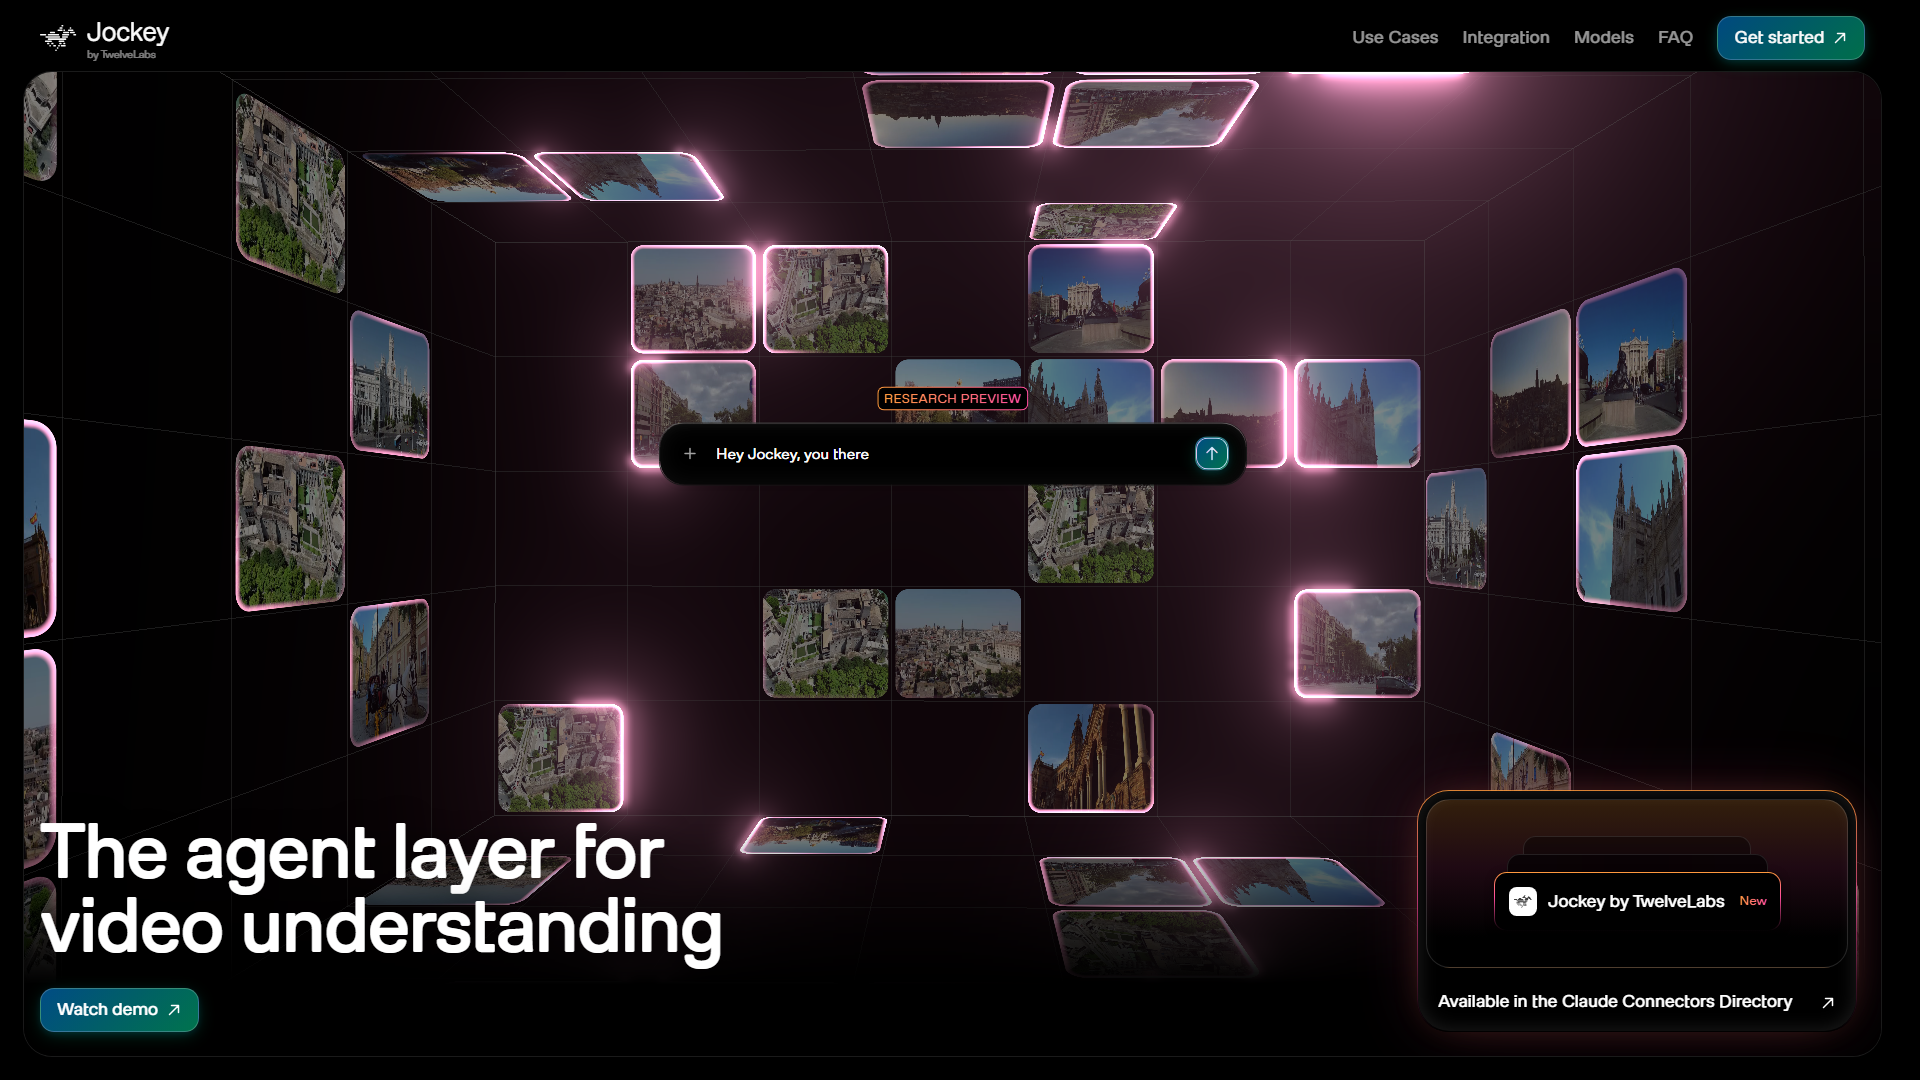 Jockey
by TwelveLabs
Use Cases
Integration
Models
FAQ
Get started
RESEARCH PREVIEW
Hey Jockey, you there
The agent layer for
video understanding
Watch demo
Jockey by TwelveLabs New
Available in the Claude Connectors Directory